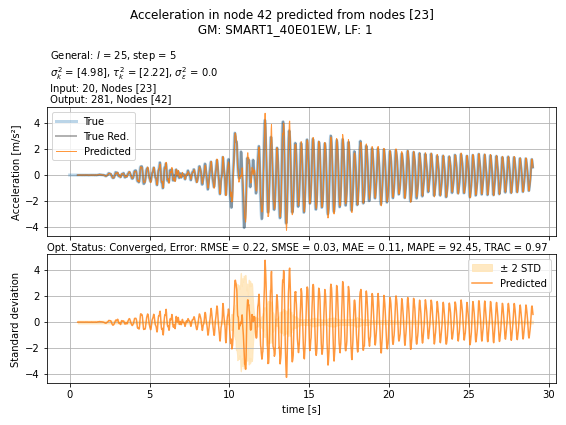 Acceleration in node 42 predicted from nodes [23]
GM: SMART1_40E01EW, LF: 1
General: l = 25, step = 5
σ²ₖ = [4.98], τ²ₖ = [2.22], σ²ε = 0.0
Input: 20, Nodes [23]
Output: 281, Nodes [42]
True
True Red.
Predicted
Acceleration [m/s²]
4
2
0
−2
−4
Opt. Status: Converged, Error: RMSE = 0.22, SMSE = 0.03, MAE = 0.11, MAPE = 92.45, TRAC = 0.97
± 2 STD
Predicted
Standard deviation
4
2
0
−2
−4
0 5 10 15 20 25 30
time [s]